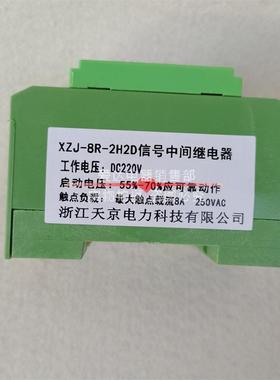 XZJ-8R-2H2D信号中间继电器
工作电压：DC220V
启动电压：55%-70%应可靠动作
触点负载：最大触点载流8A 250VAC
浙江天京电力科技有限公司